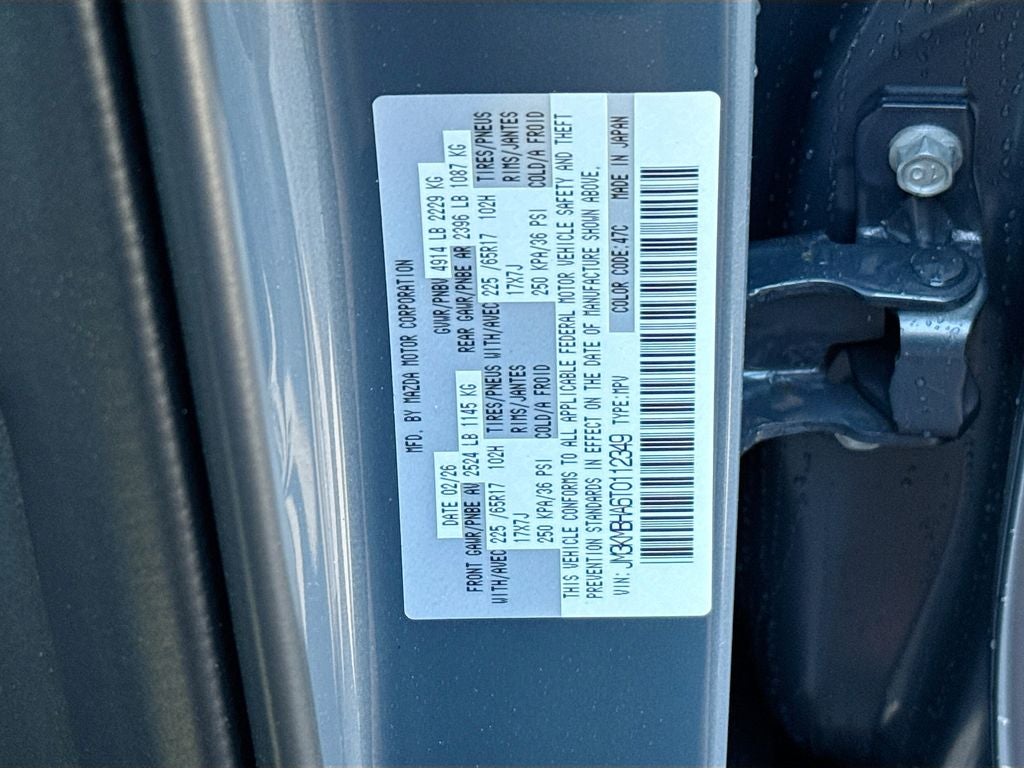 MFD. BY MAZDA MOTOR CORPORATION
DATE 02/26 GVWR/PNBV 4914 LB 2229 KG
FRONT GAWR/PNBE AV 2524 LB 1145 KG REAR GAWR/PNBE AR 2396 LB 1087 KG
WITH/AVEC 225 /65R17 102H TIRES/PNEUS WITH/AVEC 225 /65R17 102H TIRES/PNEUS
17X7J RIMS/JANTES 17X7J RIMS/JANTES
250 KPA/36 PSI COLD/A FROID 250 KPA/36 PSI COLD/A FROID
THIS VEHICLE CONFORMS TO ALL APPLICABLE FEDERAL MOTOR VEHICLE SAFETY AND THEFT
PREVENTION STANDARDS IN EFFECT ON THE DATE OF MANUFACTURE SHOWN ABOVE.
VIN: JM3KMBHA6T0112349 TYPE:MPV COLOR CODE:47C MADE IN JAPAN
10